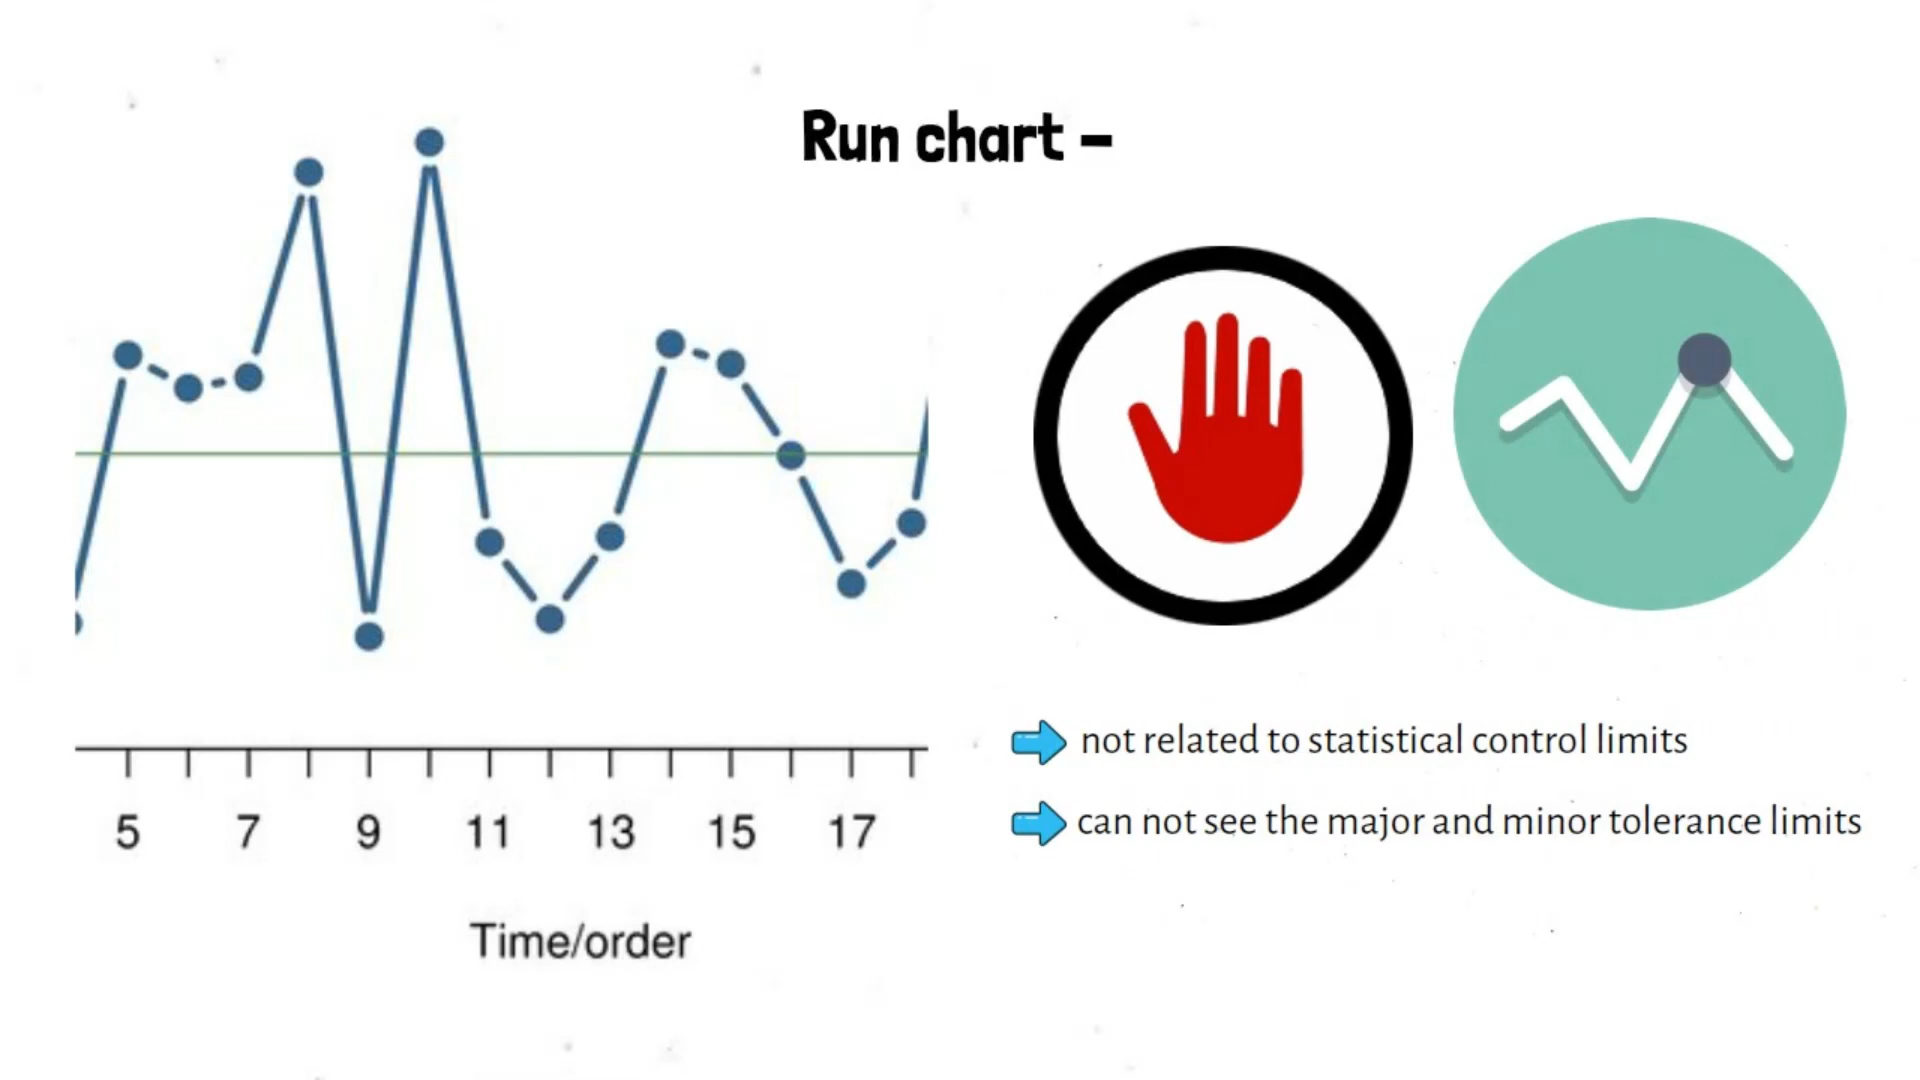 Run chart –
5 7 9 11 13 15 17
Time/order
not related to statistical control limits
can not see the major and minor tolerance limits